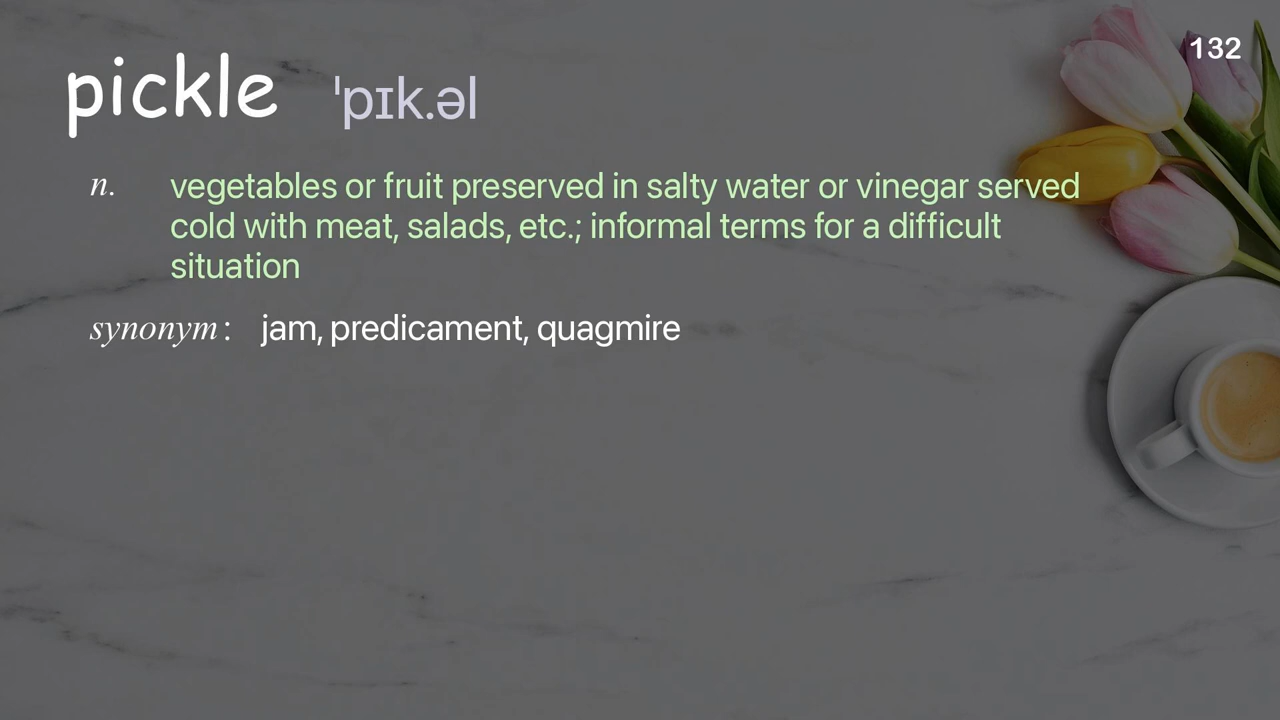 132
pickle ˈpɪk.əl
n. vegetables or fruit preserved in salty water or vinegar served
cold with meat, salads, etc.; informal terms for a difficult
situation
synonym: jam, predicament, quagmire